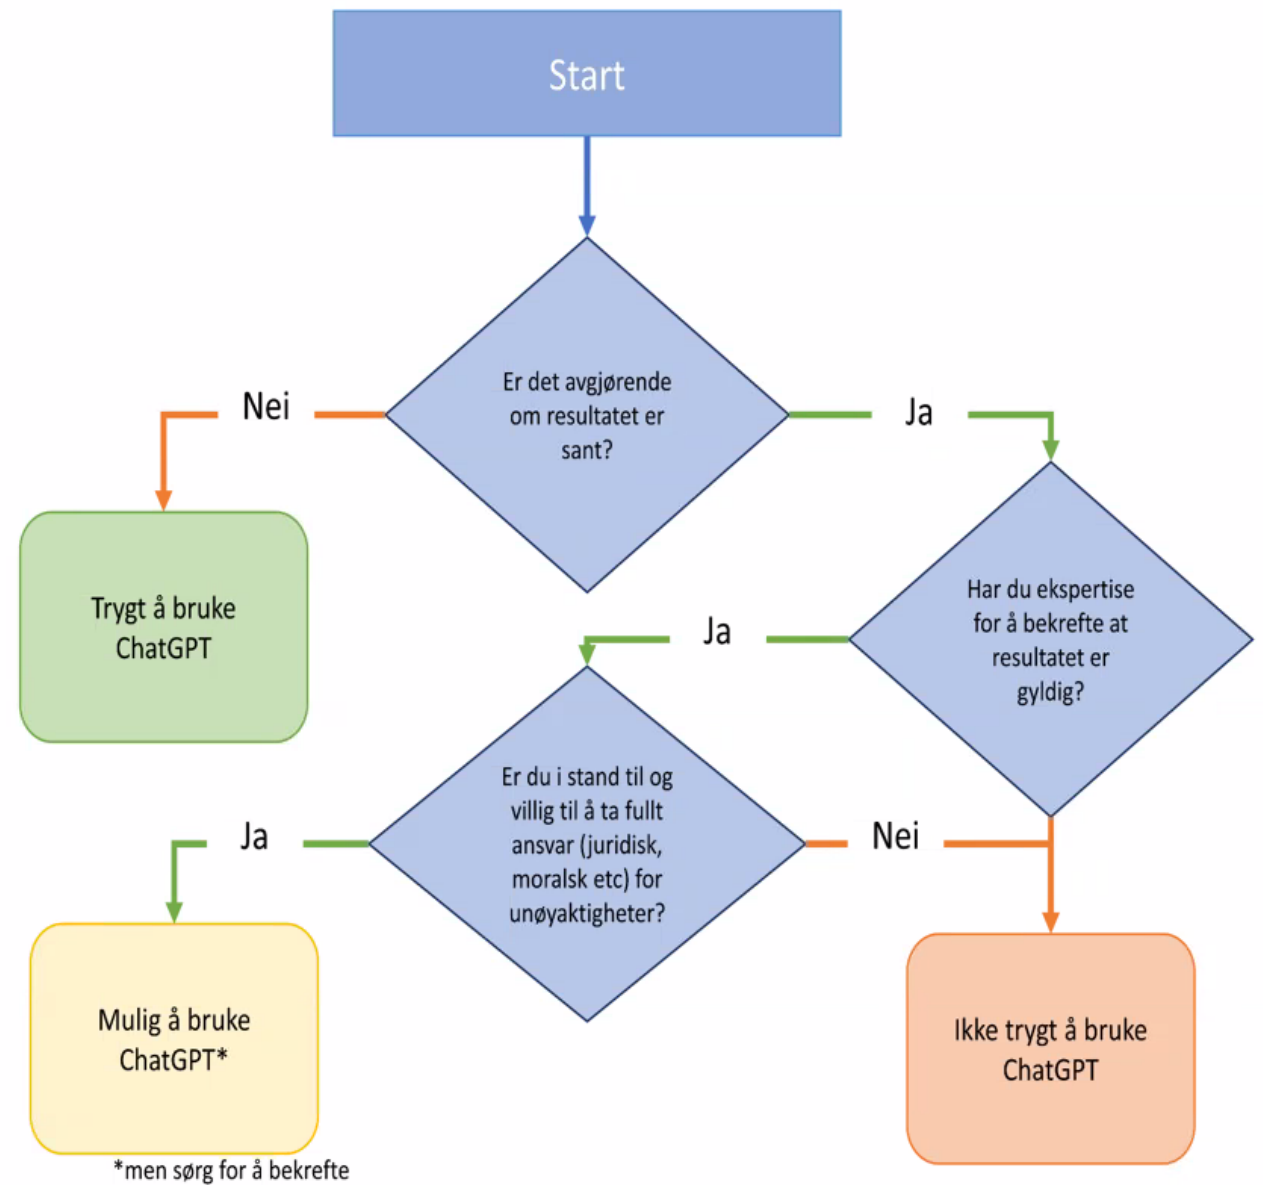 Start
Er det avgjørende
om resultatet er
sant?
Nei
Ja
Trygt å bruke
ChatGPT
Har du ekspertise
for å bekrefte at
resultatet er
gyldig?
Ja
Er du i stand til og
villig til å ta fullt
ansvar (juridisk,
moralsk etc) for
unøyaktigheter?
Ja
Nei
Mulig å bruke
ChatGPT*
*men sørg for å bekrefte
Ikke trygt å bruke
ChatGPT